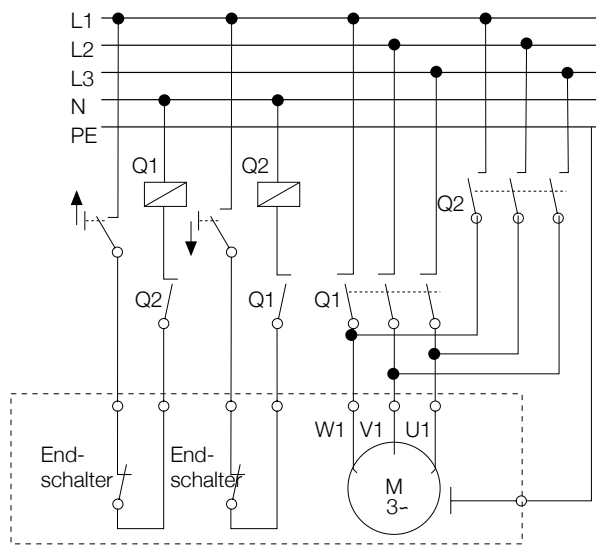 L1
L2
L3
N
PE
Q1
Q2
Q2
Q2
Q1
Q1
W1
V1
U1
End-
schalter
End-
schalter
M
3~